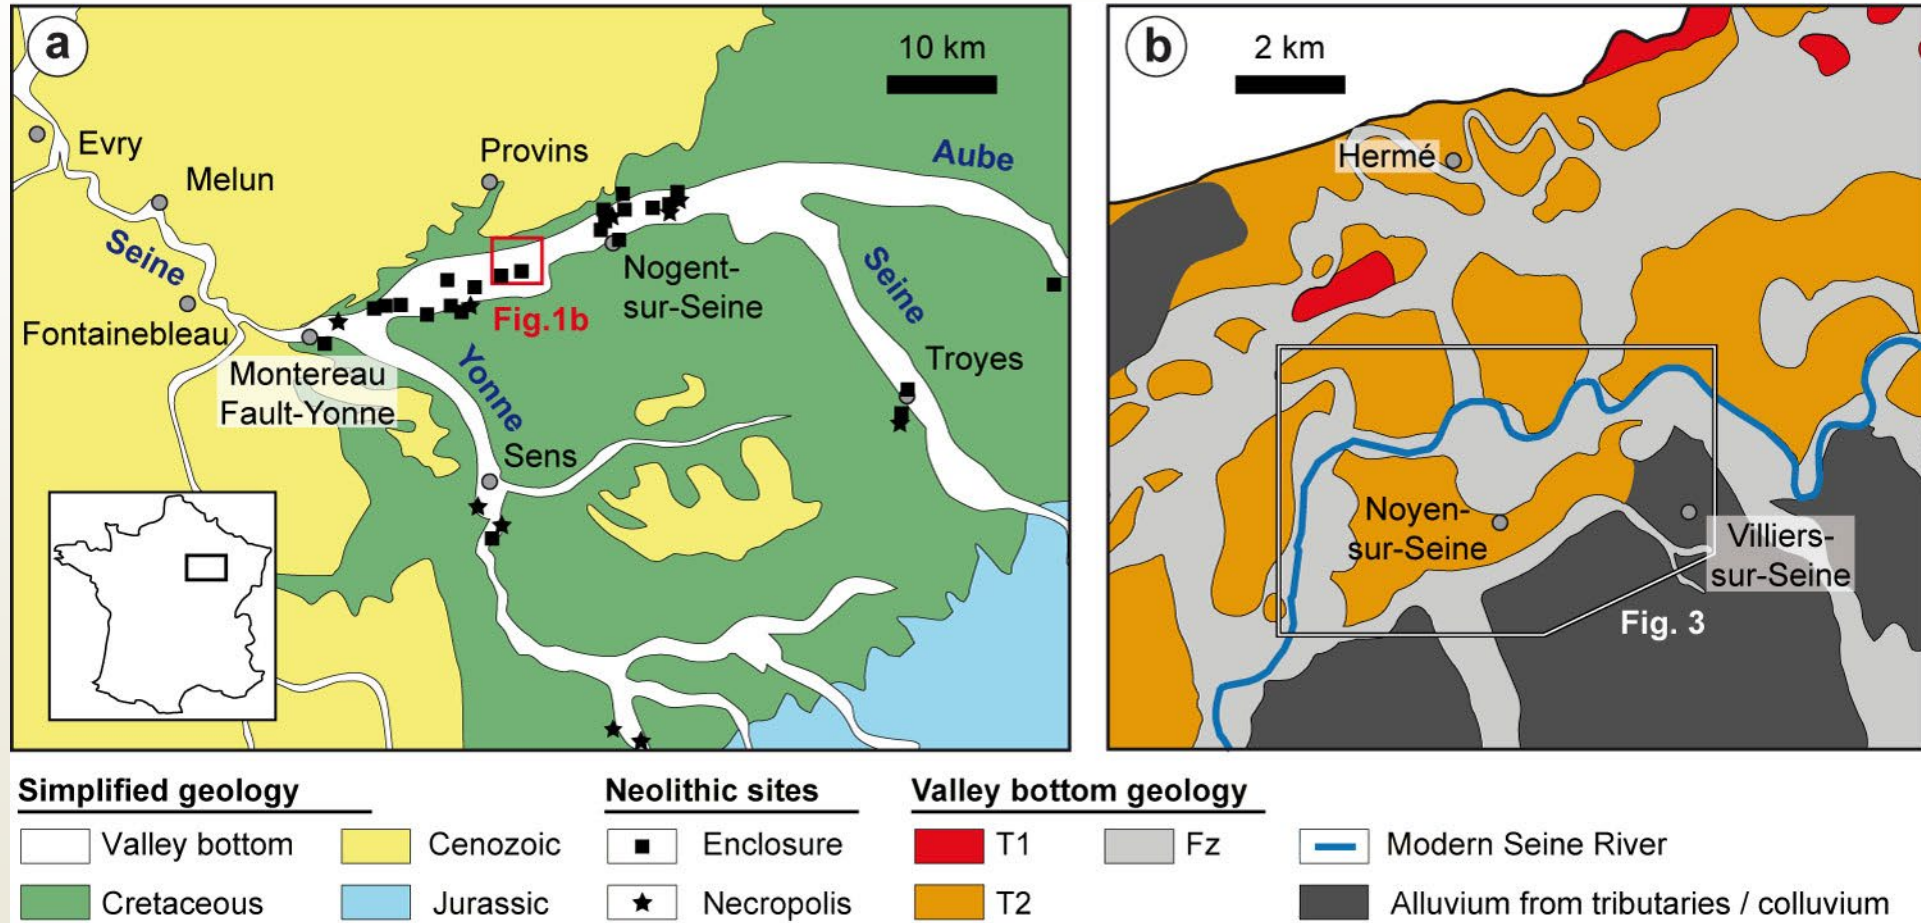 a
10 km
Evry
Melun
Provins
Aube
Seine
Nogent-
sur-Seine
Seine
Fig.1b
Fontainebleau
Montereau
Fault-Yonne
Yonne
Troyes
Sens
b
2 km
Hermé
Noyen-
sur-Seine
Villiers-
sur-Seine
Fig. 3
Simplified geology
Valley bottom
Cenozoic
Cretaceous
Jurassic
Neolithic sites
Enclosure
Necropolis
Valley bottom geology
T1
Fz
Modern Seine River
T2
Alluvium from tributaries / colluvium